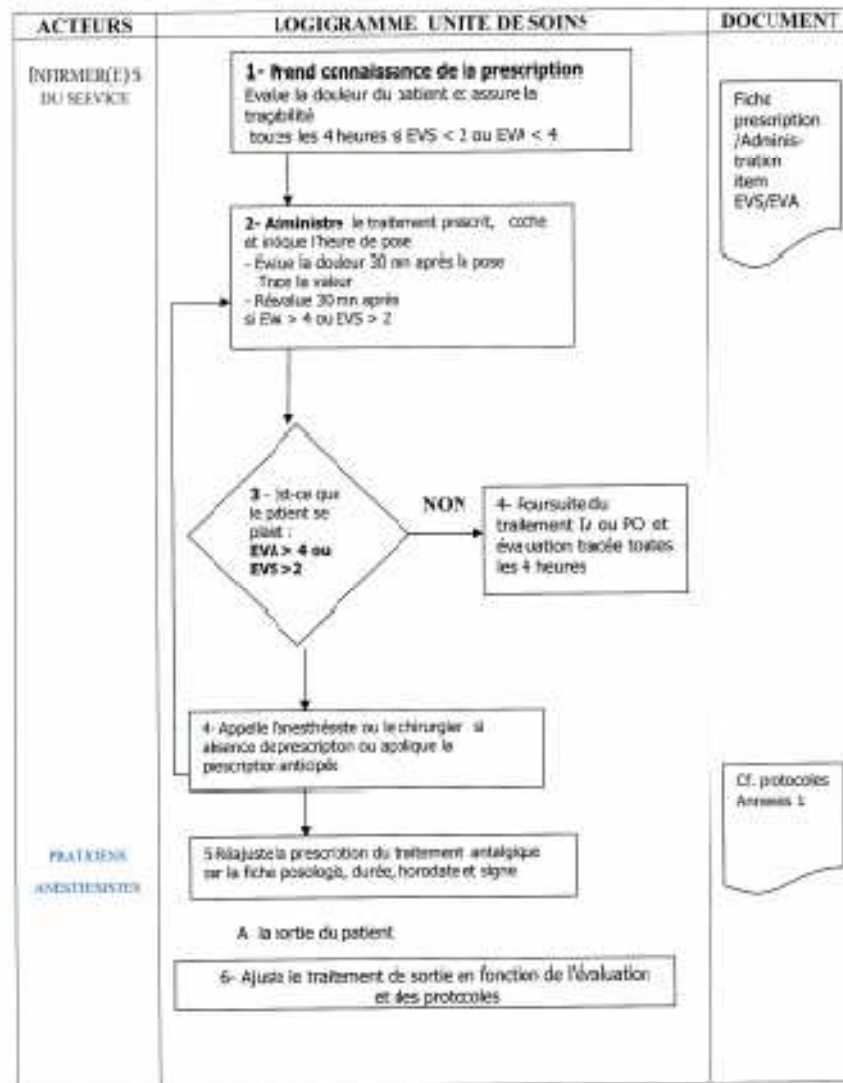 ACTEURS
LOGIGRAMME UNITE DE SOINS
DOCUMENT
INFIRMER(E) S
DU SERVICE
1- Prend connaissance de la prescription
Evalue la douleur du patient et assure la
traçabilité
toutes les 4 heures si EVS < 2 ou EVA < 4
Fiche
prescription
/Adminis-
tration
item
EVS/EVA
2- Administre le traitement prescrit, coche
et indique l'heure de pose
- Évalue la douleur 30 mn après la pose
Trace la valeur
- Réévalue 30 mn après
si EVA > 4 ou EVS > 2
3 - Est-ce que
le patient se
plaint :
EVA > 4 ou
EVS >2
NON
4- Poursuite du
traitement IV ou PO et
évaluation tracée toutes
les 4 heures
4- Appelle l'anesthésiste ou le chirurgien si
absence de prescription ou applique la
prescription anticipée
Cf. protocoles
Annexes 1
PRATICIENS
ANESTHESISTES
5 Réajuste la prescription du traitement antalgique
sur la fiche posologie, durée, horodate et signe
A la sortie du patient
6- Ajuste le traitement de sortie en fonction de l'évaluation
et des protocoles